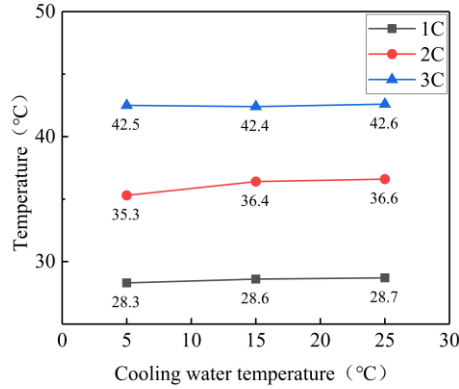 50
40
30
Temperature（℃）
1C
2C
3C
42.5 42.4 42.6
35.3 36.4 36.6
28.3 28.6 28.7
0 5 10 15 20 25 30
Cooling water temperature（℃）